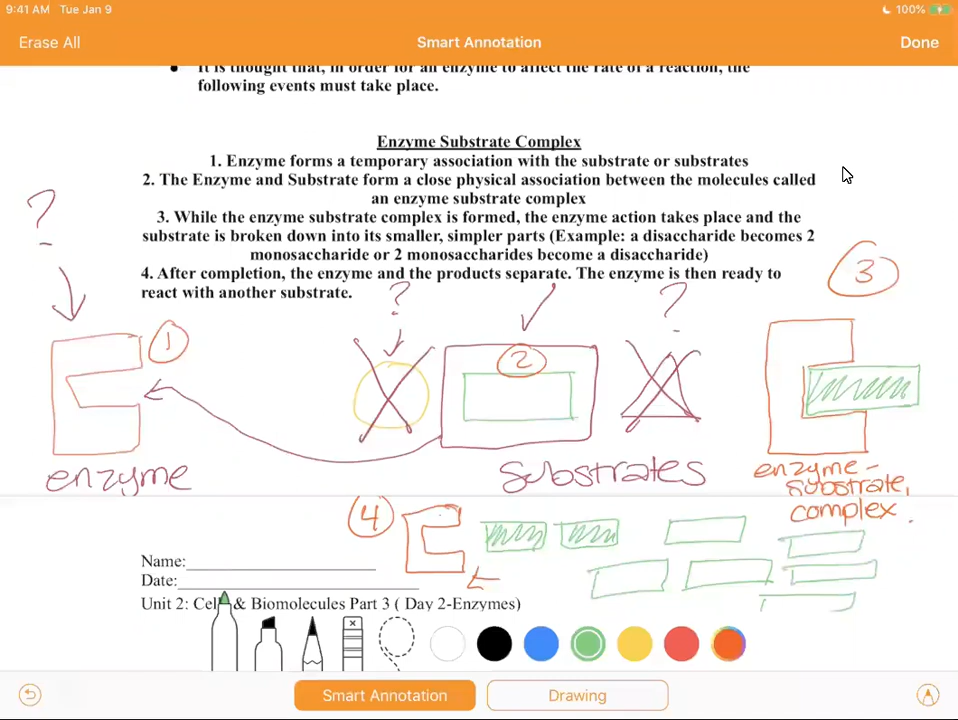 9:41 AM Tue Jan 9
100%
Erase All
Smart Annotation
Done
It is thought that, in order for an enzyme to affect the rate of a reaction, the
following events must take place.
Enzyme Substrate Complex
1. Enzyme forms a temporary association with the substrate or substrates
2. The Enzyme and Substrate form a close physical association between the molecules called
an enzyme substrate complex
3. While the enzyme substrate complex is formed, the enzyme action takes place and the
substrate is broken down into its smaller, simpler parts (Example: a disaccharide becomes 2
monosaccharide or 2 monosaccharides become a disaccharide)
4. After completion, the enzyme and the products separate. The enzyme is then ready to
react with another substrate.
?
?
?
1
2
3
enzyme
substrates
enzyme-
substrate,
complex.
4
Name:
Date:
Unit 2: Cell & Biomolecules Part 3 ( Day 2-Enzymes)
Smart Annotation
Drawing